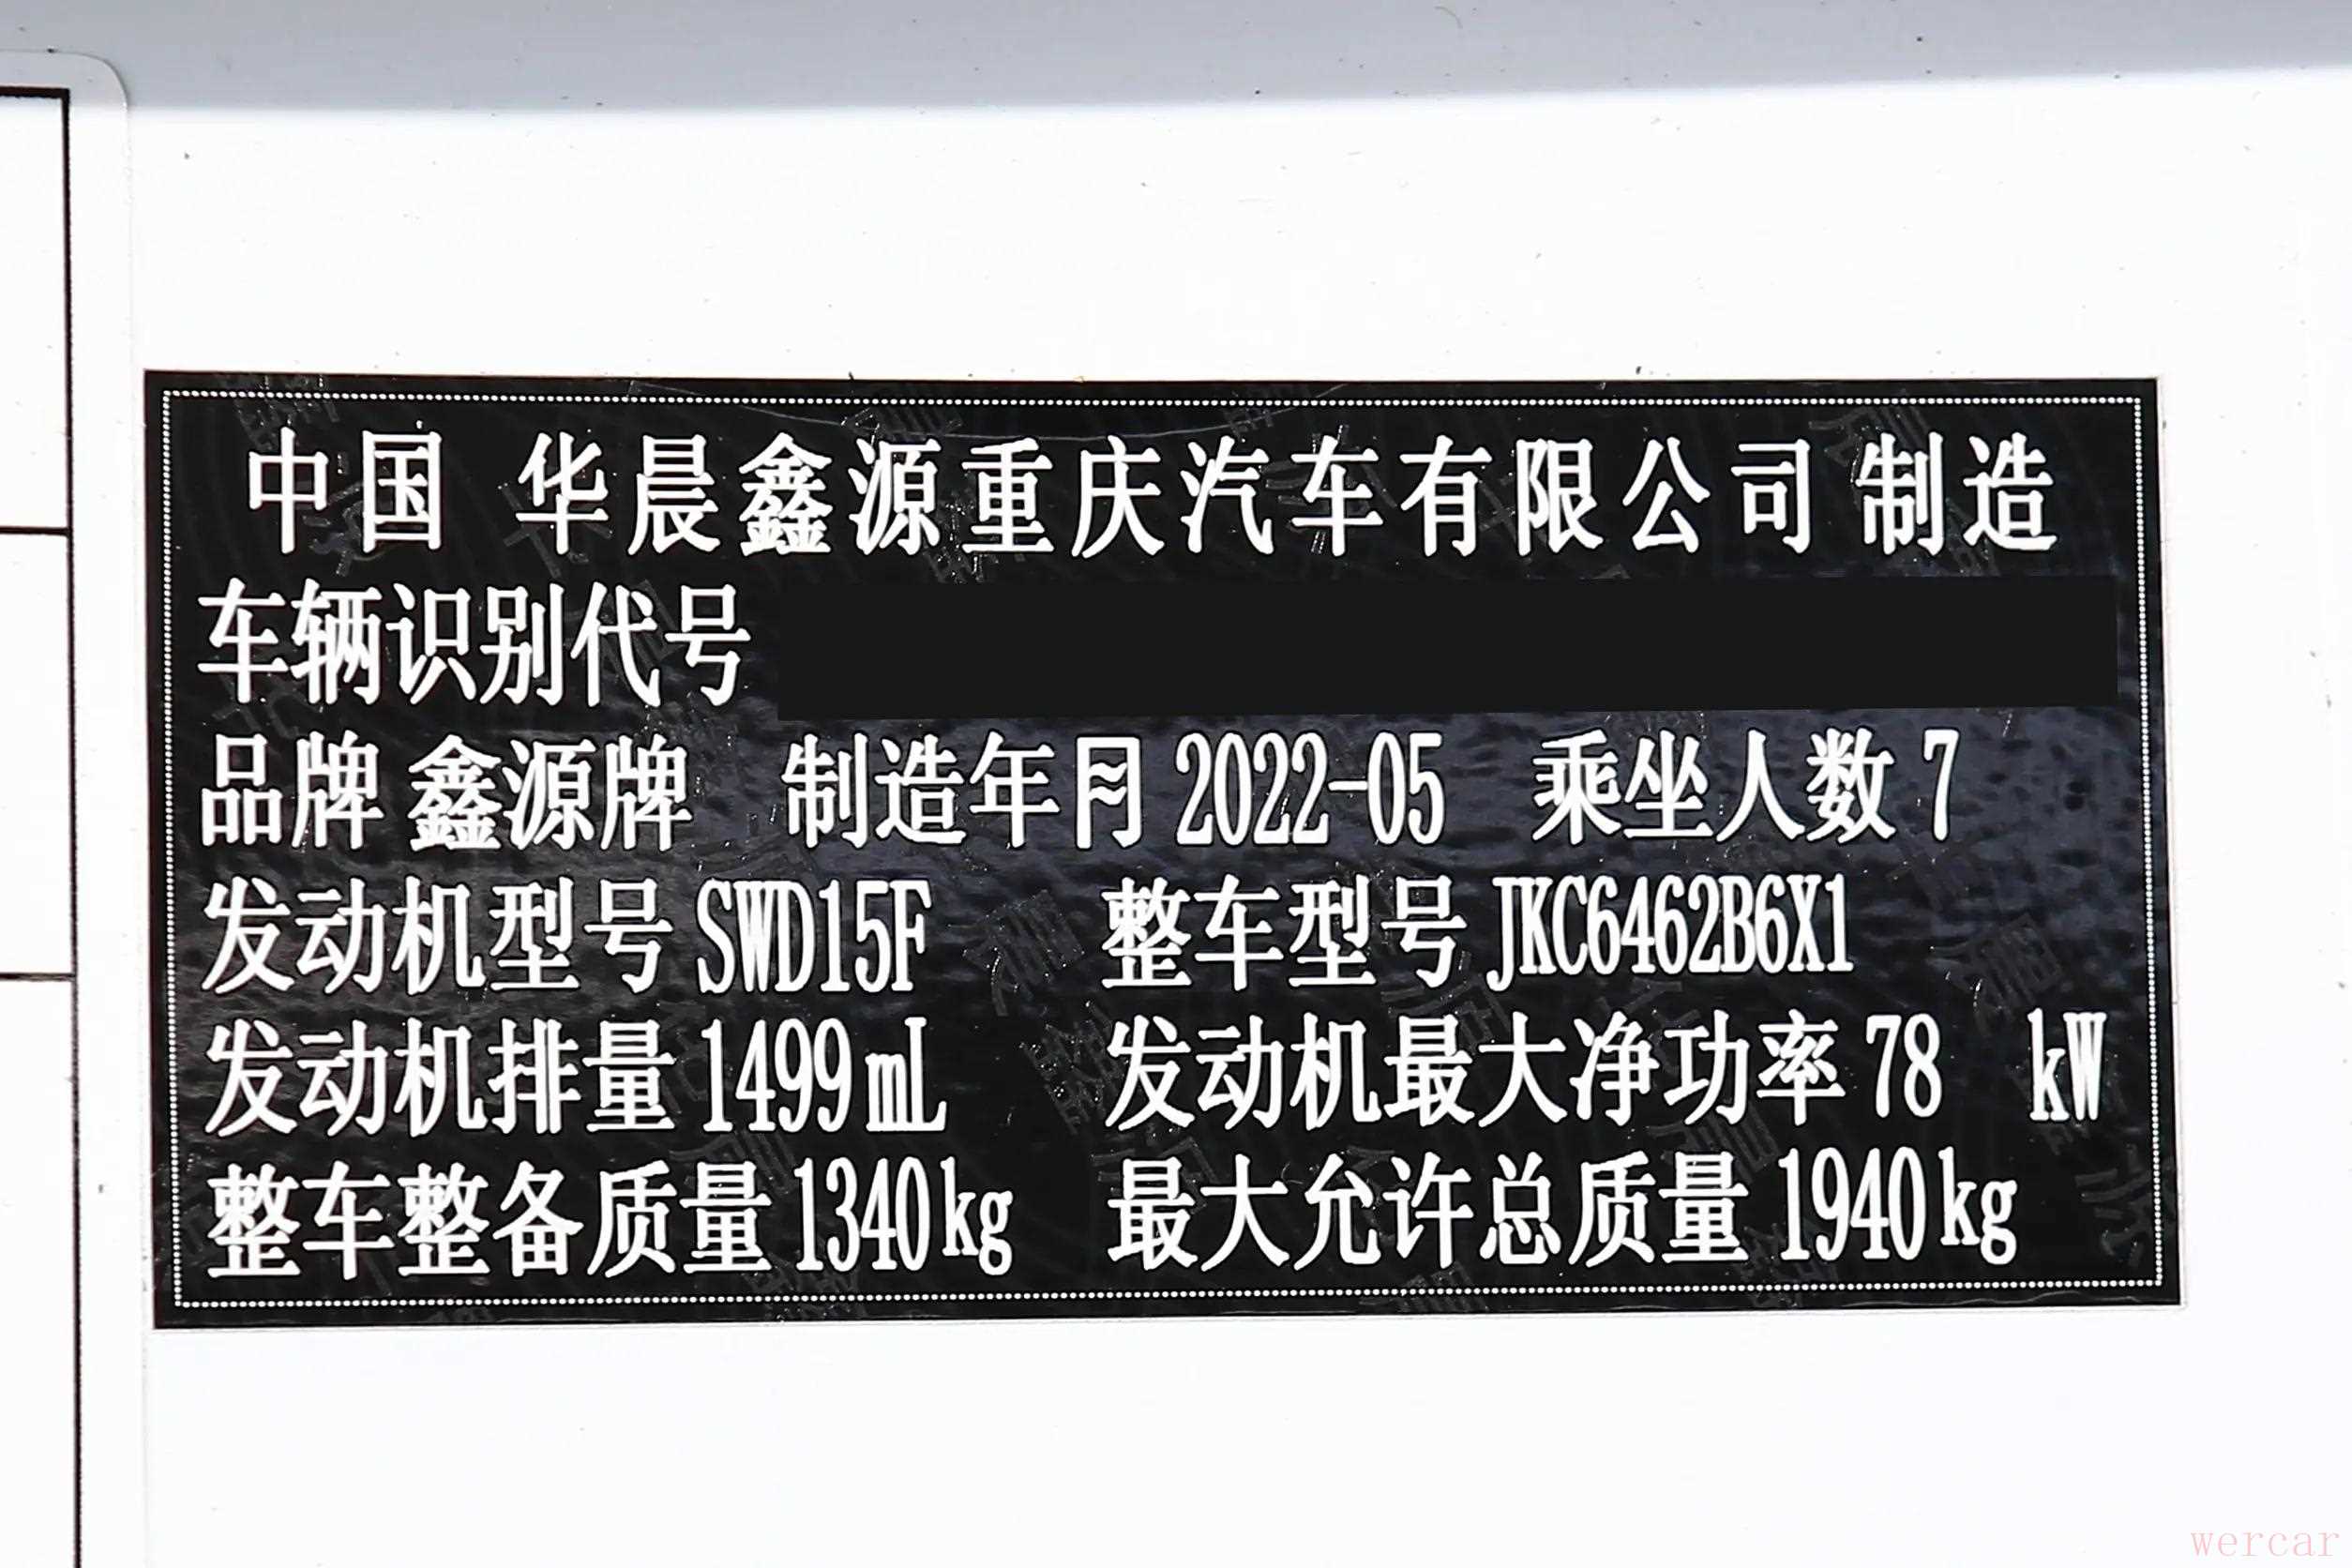 中国 华晨鑫源重庆汽车有限公司 制造
车辆识别代号
品牌 鑫源牌 制造年月 2022-05 乘坐人数 7
发动机型号 SWD15F 整车型号 JKC6462B6X1
发动机排量 1499mL 发动机最大净功率 78 kW
整车整备质量 1340kg 最大允许总质量 1940kg
wercar